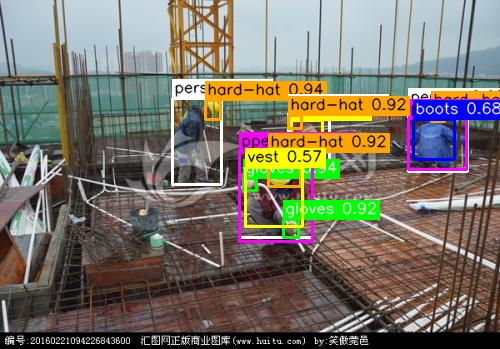 pers
hard-hat 0.94
hard-hat 0.92
boots 0.68
hard-hat 0.92
vest 0.57
gloves 0.92
编号:20160221094226843600 汇图网正版商业图库(www.huitu.com) by:笑傲菀邑